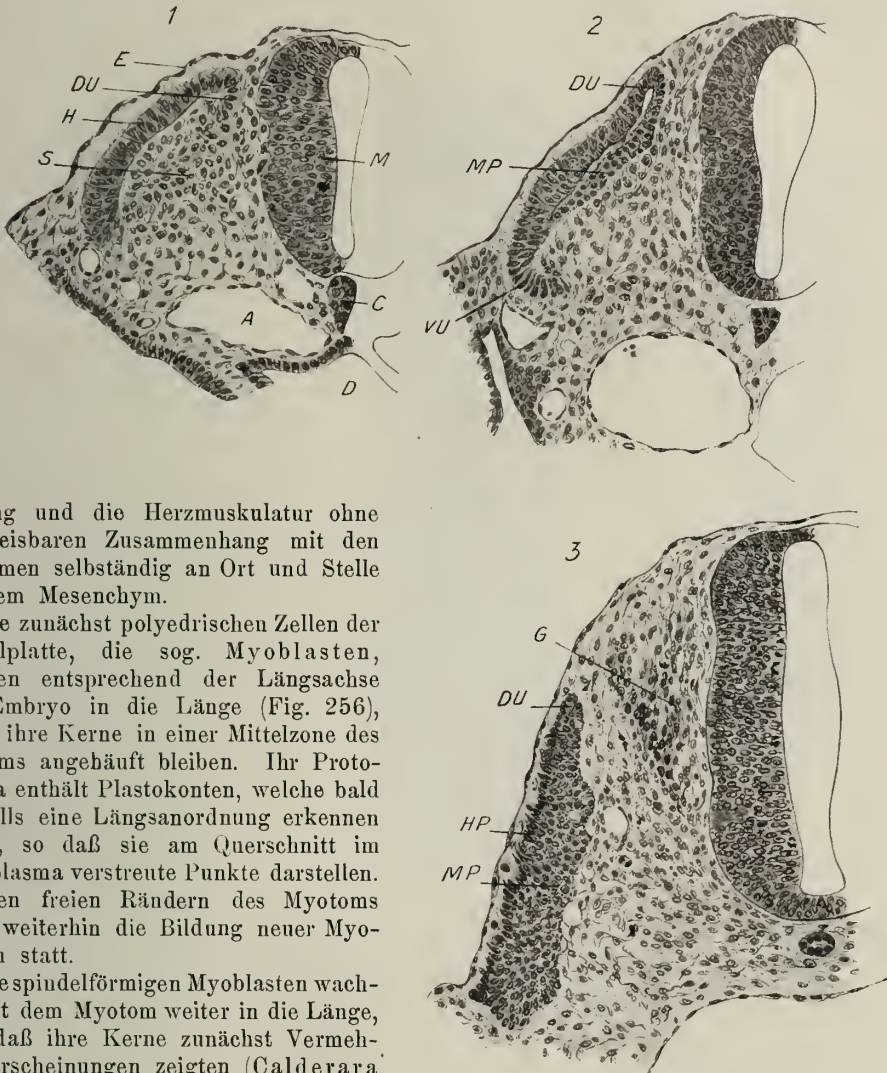 1
E
DU
H
S
M
A
C
D
2
DU
MP
VU
3
G
DU
HP
MP
g und die Herzmuskulatur ohne
eisbaren Zusammenhang mit den
men selbständig an Ort und Stelle
em Mesenchym.
e zunächst polyedrischen Zellen der
lplatte, die sog. Myoblasten,
en entsprechend der Längsachse
Embryo in die Länge (Fig. 256),
ihre Kerne in einer Mittelzone des
ms angehäuft bleiben. Ihr Proto-
a enthält Plastokonten, welche bald
lls eine Längsanordnung erkennen
, so daß sie am Querschnitt im
lasma verstreute Punkte darstellen.
en freien Rändern des Myotoms
weiterhin die Bildung neuer Myo-
n statt.
e spindelförmigen Myoblasten wach-
t dem Myotom weiter in die Länge,
daß ihre Kerne zunächst Vermeh-
erscheinungen zeigten (Calderara